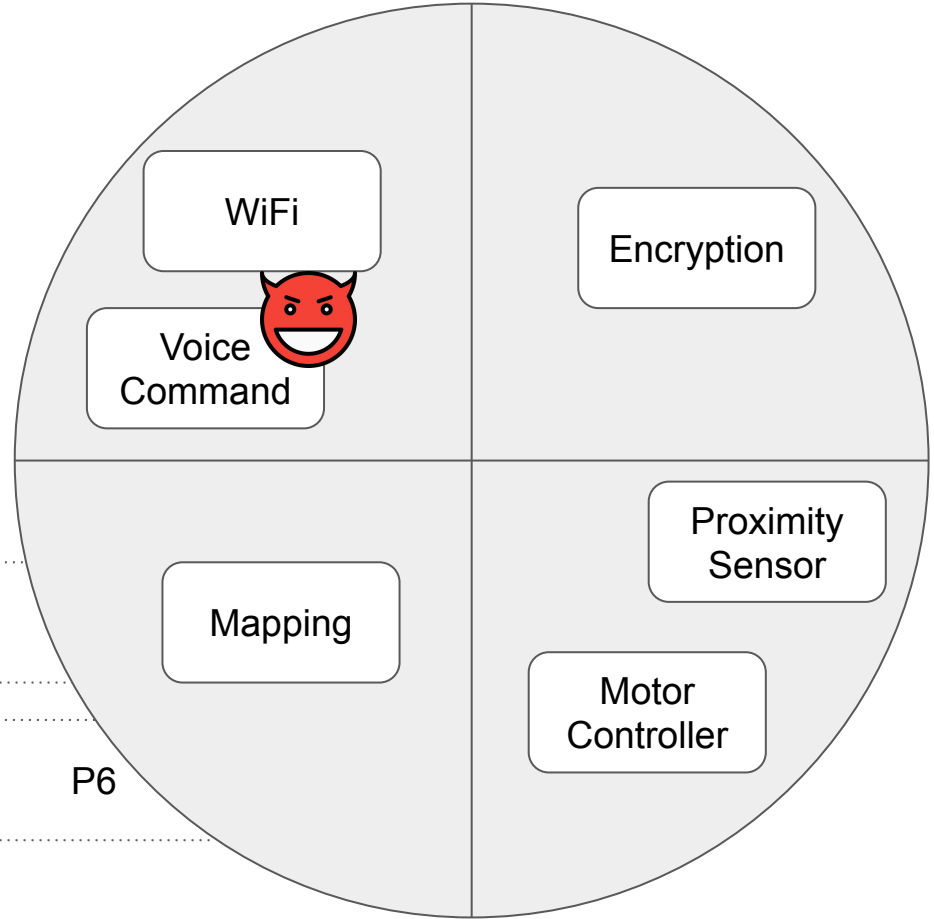 WiFi
Encryption
Voice
Command
Proximity
Sensor
Mapping
Motor
Controller
P6